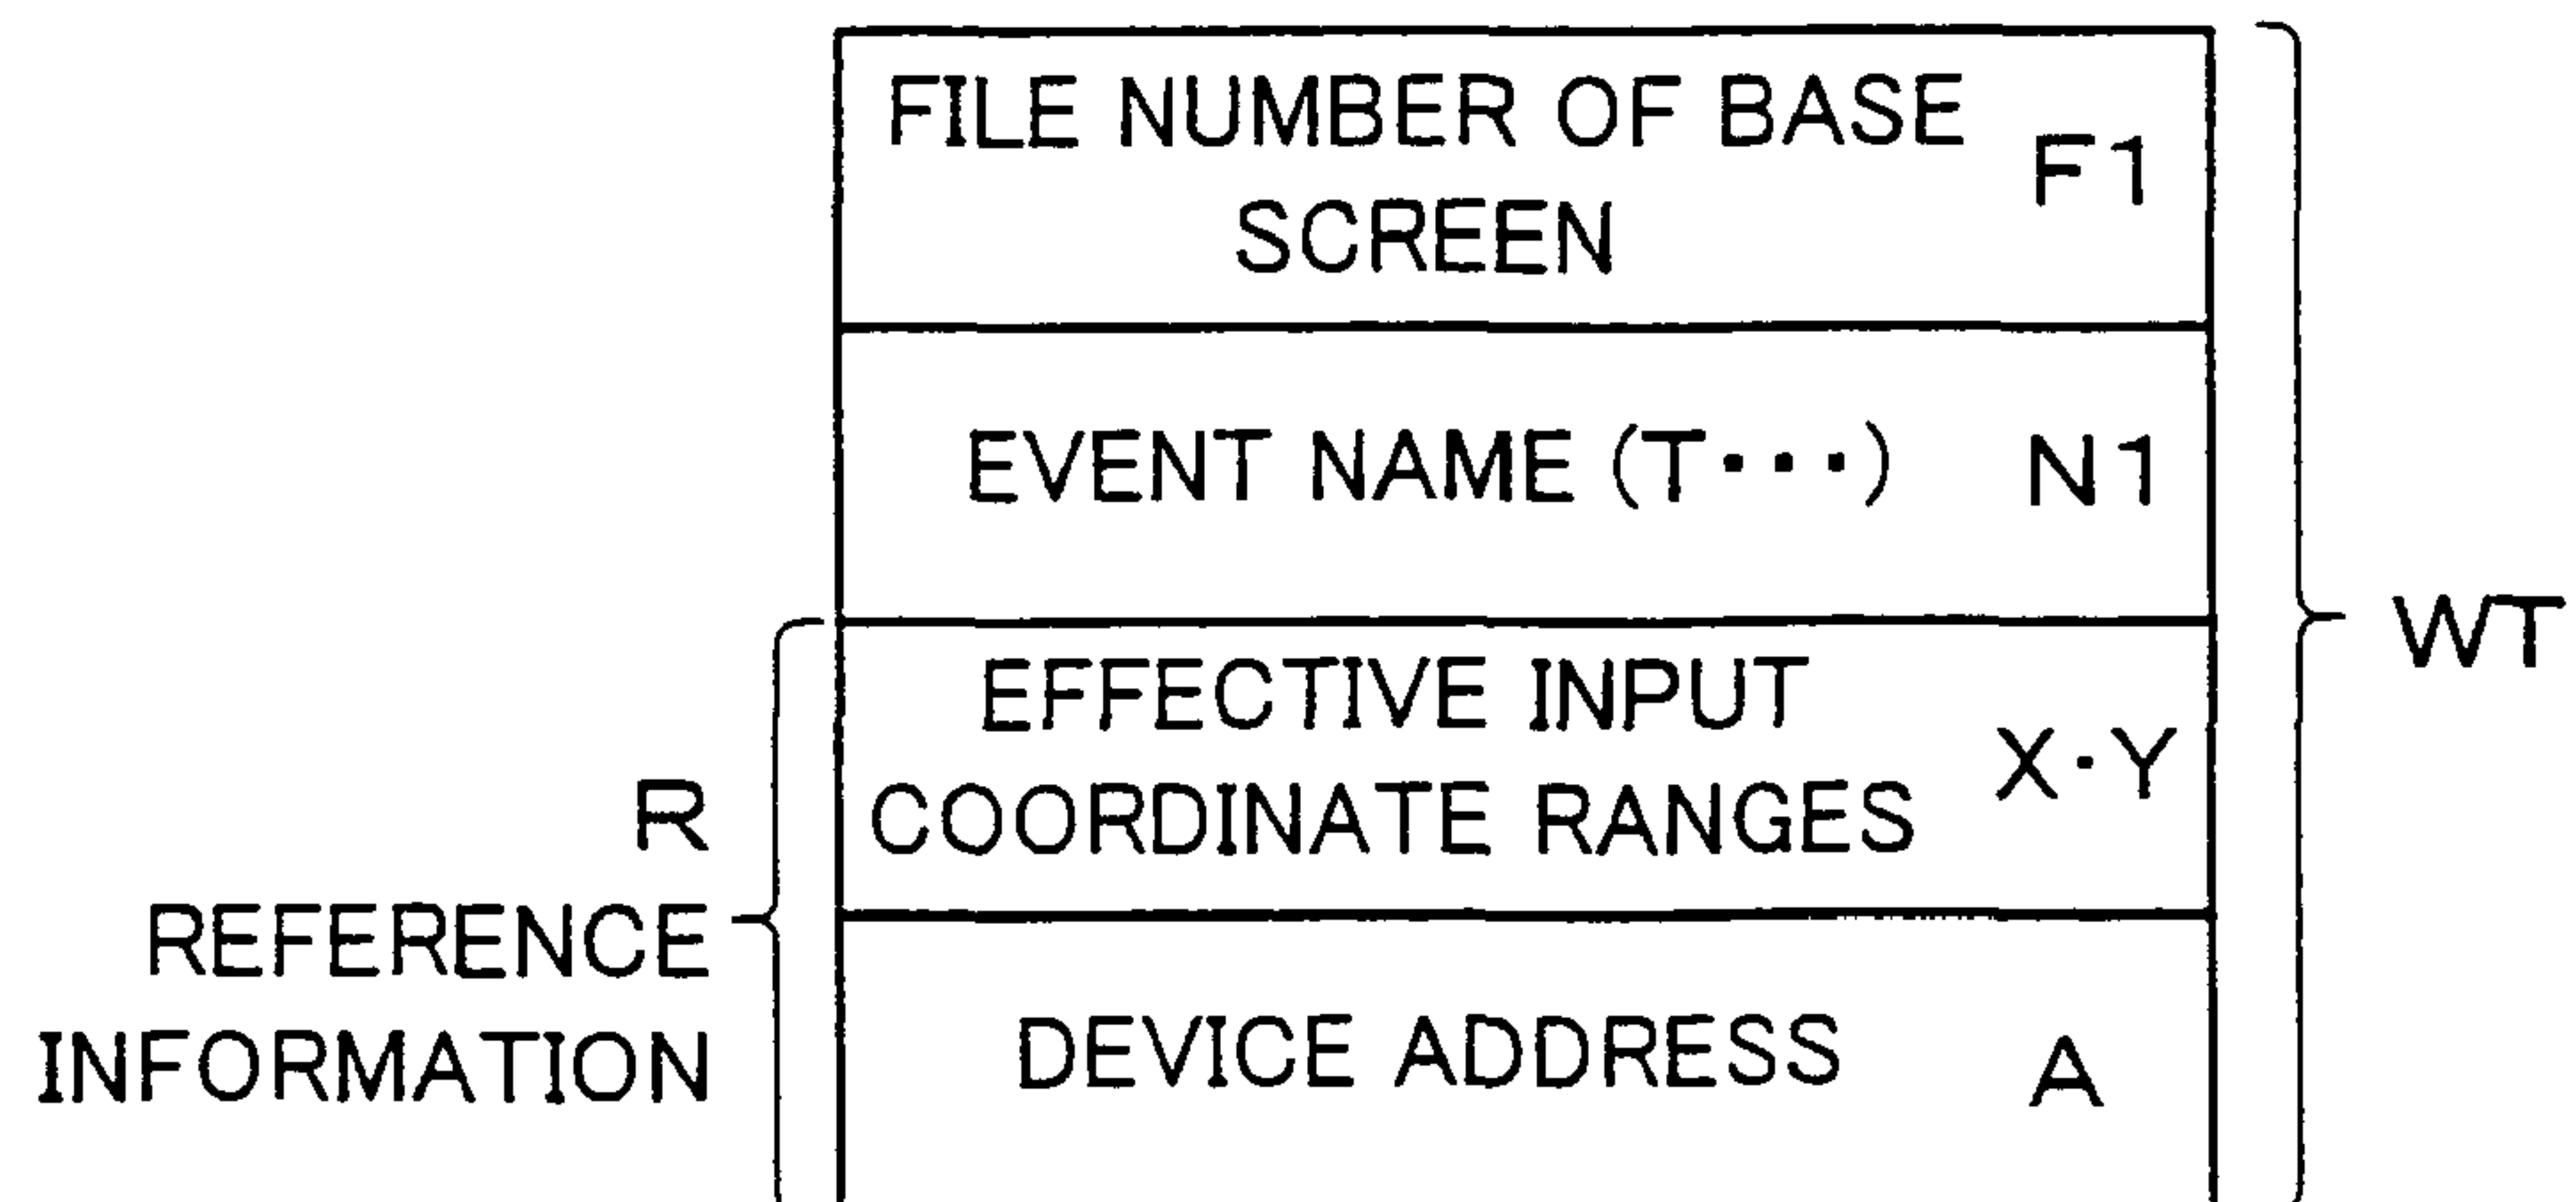 FILE NUMBER OF BASE
SCREEN
F1
EVENT NAME (T・・・) N1
WT
EFFECTIVE INPUT
COORDINATE RANGES
X・Y
R
REFERENCE
INFORMATION
DEVICE ADDRESS A